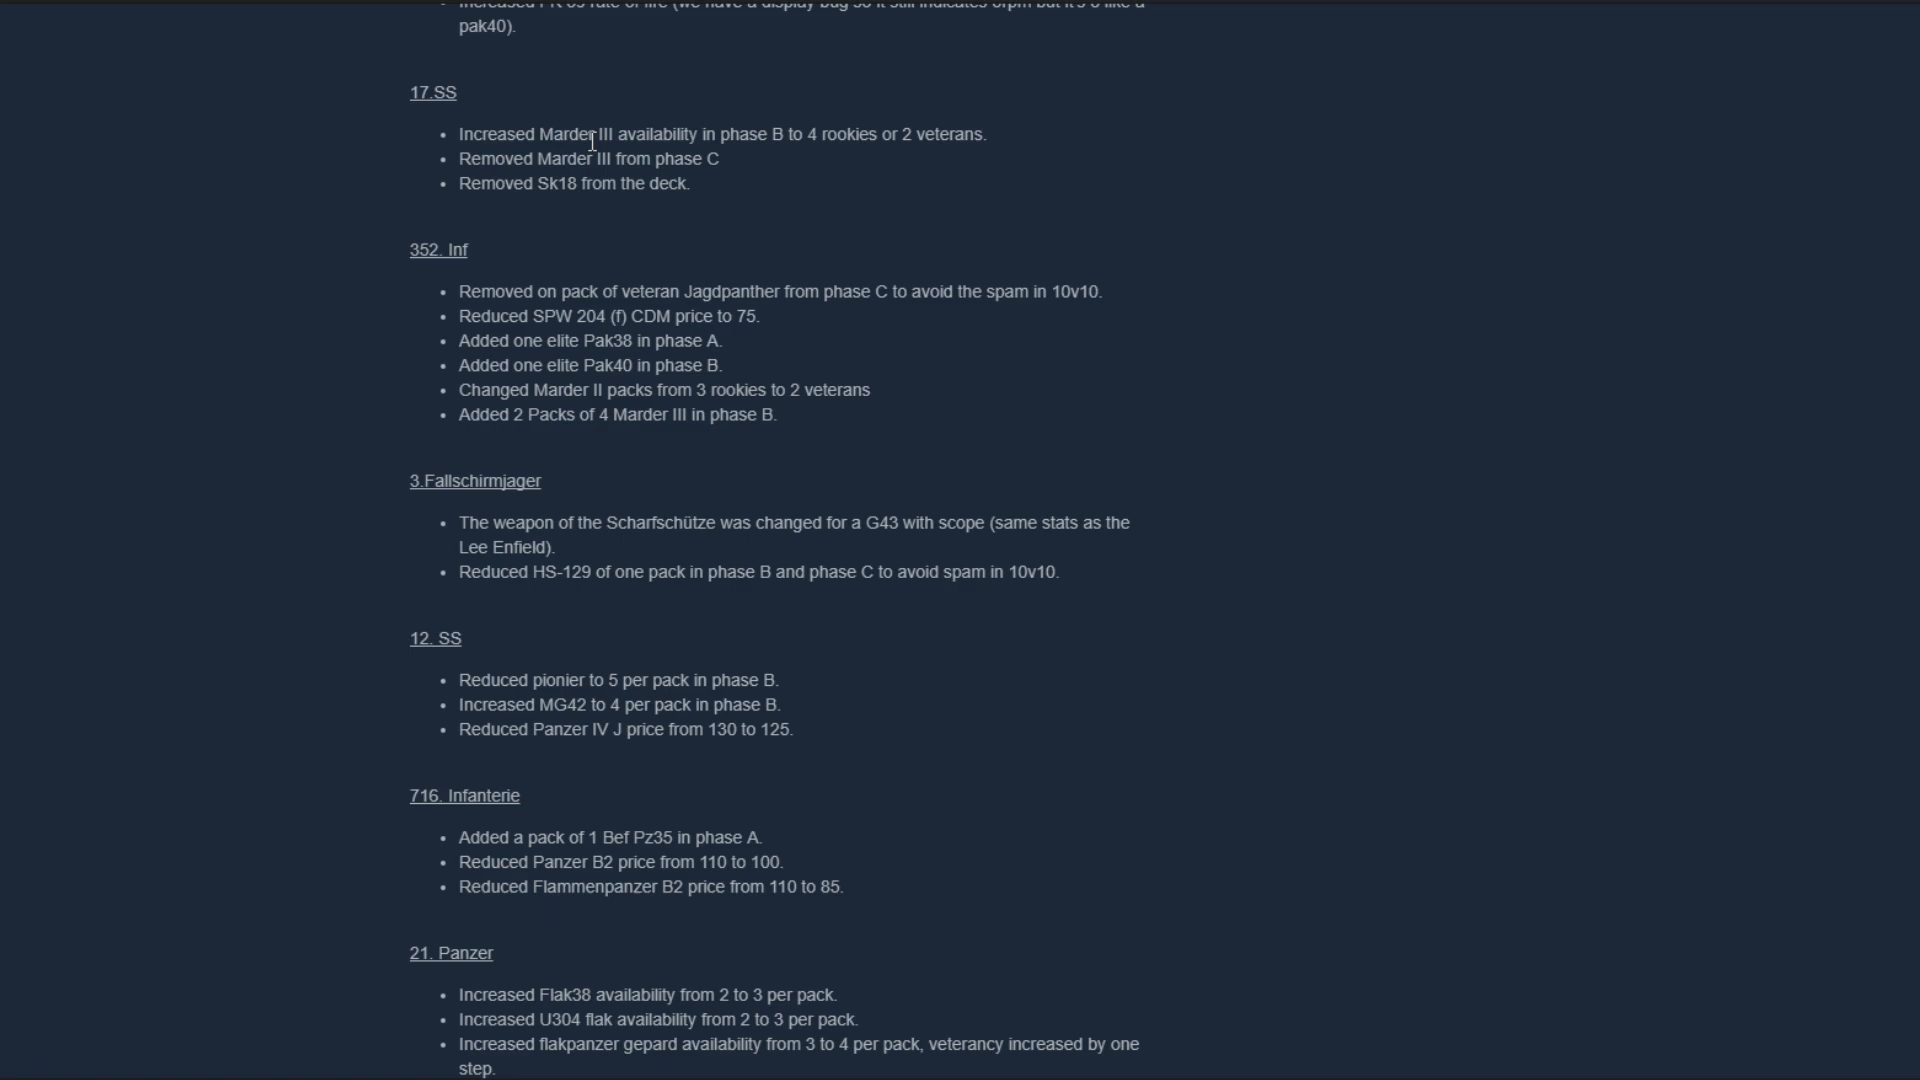 pak40).
17.SS
• Increased Marder III availability in phase B to 4 rookies or 2 veterans.
• Removed Marder III from phase C
• Removed Sk18 from the deck.
352. Inf
• Removed on pack of veteran Jagdpanther from phase C to avoid the spam in 10v10.
• Reduced SPW 204 (f) CDM price to 75.
• Added one elite Pak38 in phase A.
• Added one elite Pak40 in phase B.
• Changed Marder II packs from 3 rookies to 2 veterans
• Added 2 Packs of 4 Marder III in phase B.
3.Fallschirmjager
• The weapon of the Scharfschütze was changed for a G43 with scope (same stats as the
Lee Enfield).
• Reduced HS-129 of one pack in phase B and phase C to avoid spam in 10v10.
12. SS
• Reduced pionier to 5 per pack in phase B.
• Increased MG42 to 4 per pack in phase B.
• Reduced Panzer IV J price from 130 to 125.
716. Infanterie
• Added a pack of 1 Bef Pz35 in phase A.
• Reduced Panzer B2 price from 110 to 100.
• Reduced Flammenpanzer B2 price from 110 to 85.
21. Panzer
• Increased Flak38 availability from 2 to 3 per pack.
• Increased U304 flak availability from 2 to 3 per pack.
• Increased flakpanzer gepard availability from 3 to 4 per pack, veterancy increased by one
step.